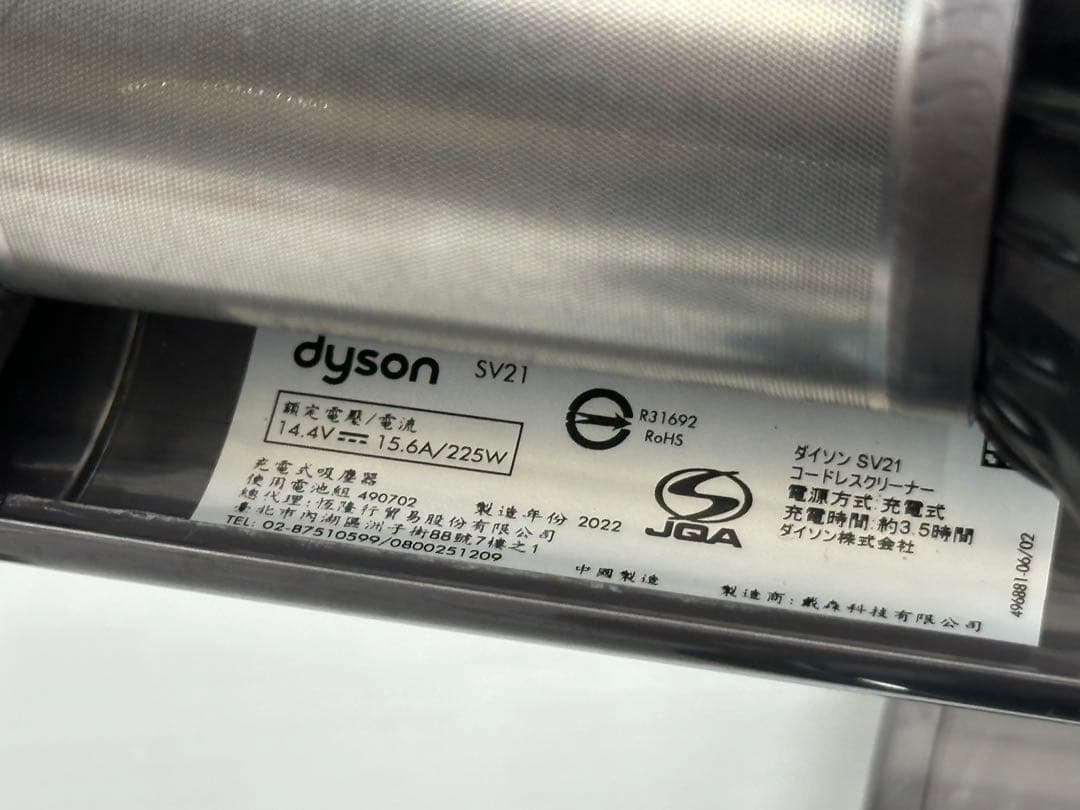 dyson SV21
額定電壓/電流
14.4V 15.6A/225W
R31692
RoHS
充電式吸塵器
使用電池組 490702
總代理:恆隆行貿易股份有限公司
臺北市內湖區洲子街88號7樓之1
TEL: 02-87510599/0800251209
製造年份 2022
中國製造
JQA
ダイソン SV21
コードレスクリーナー
電源方式:充電式
充電時間:約3.5時間
ダイソン株式会社
製造商:戴森科技有限公司
496881-06/02